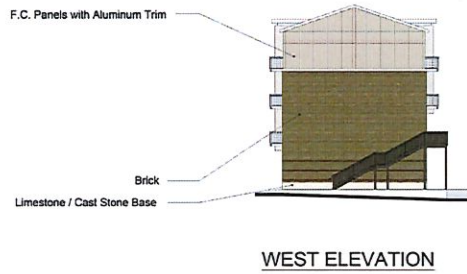 F.C. Panels with Aluminum Trim
Brick
Limestone / Cast Stone Base
WEST ELEVATION